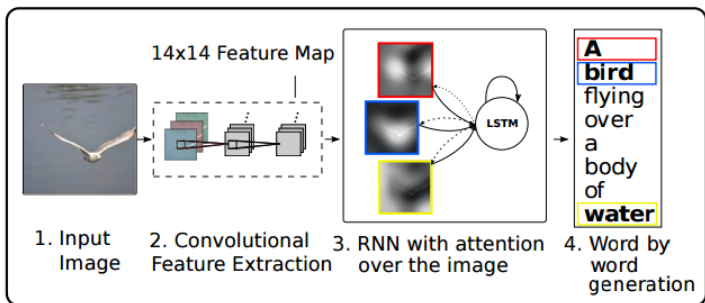 14x14 Feature Map
LSTM
A
bird
flying
over
a
body
of
water
1. Input
Image
2. Convolutional
Feature Extraction
3. RNN with attention
over the image
4. Word by
word
generation